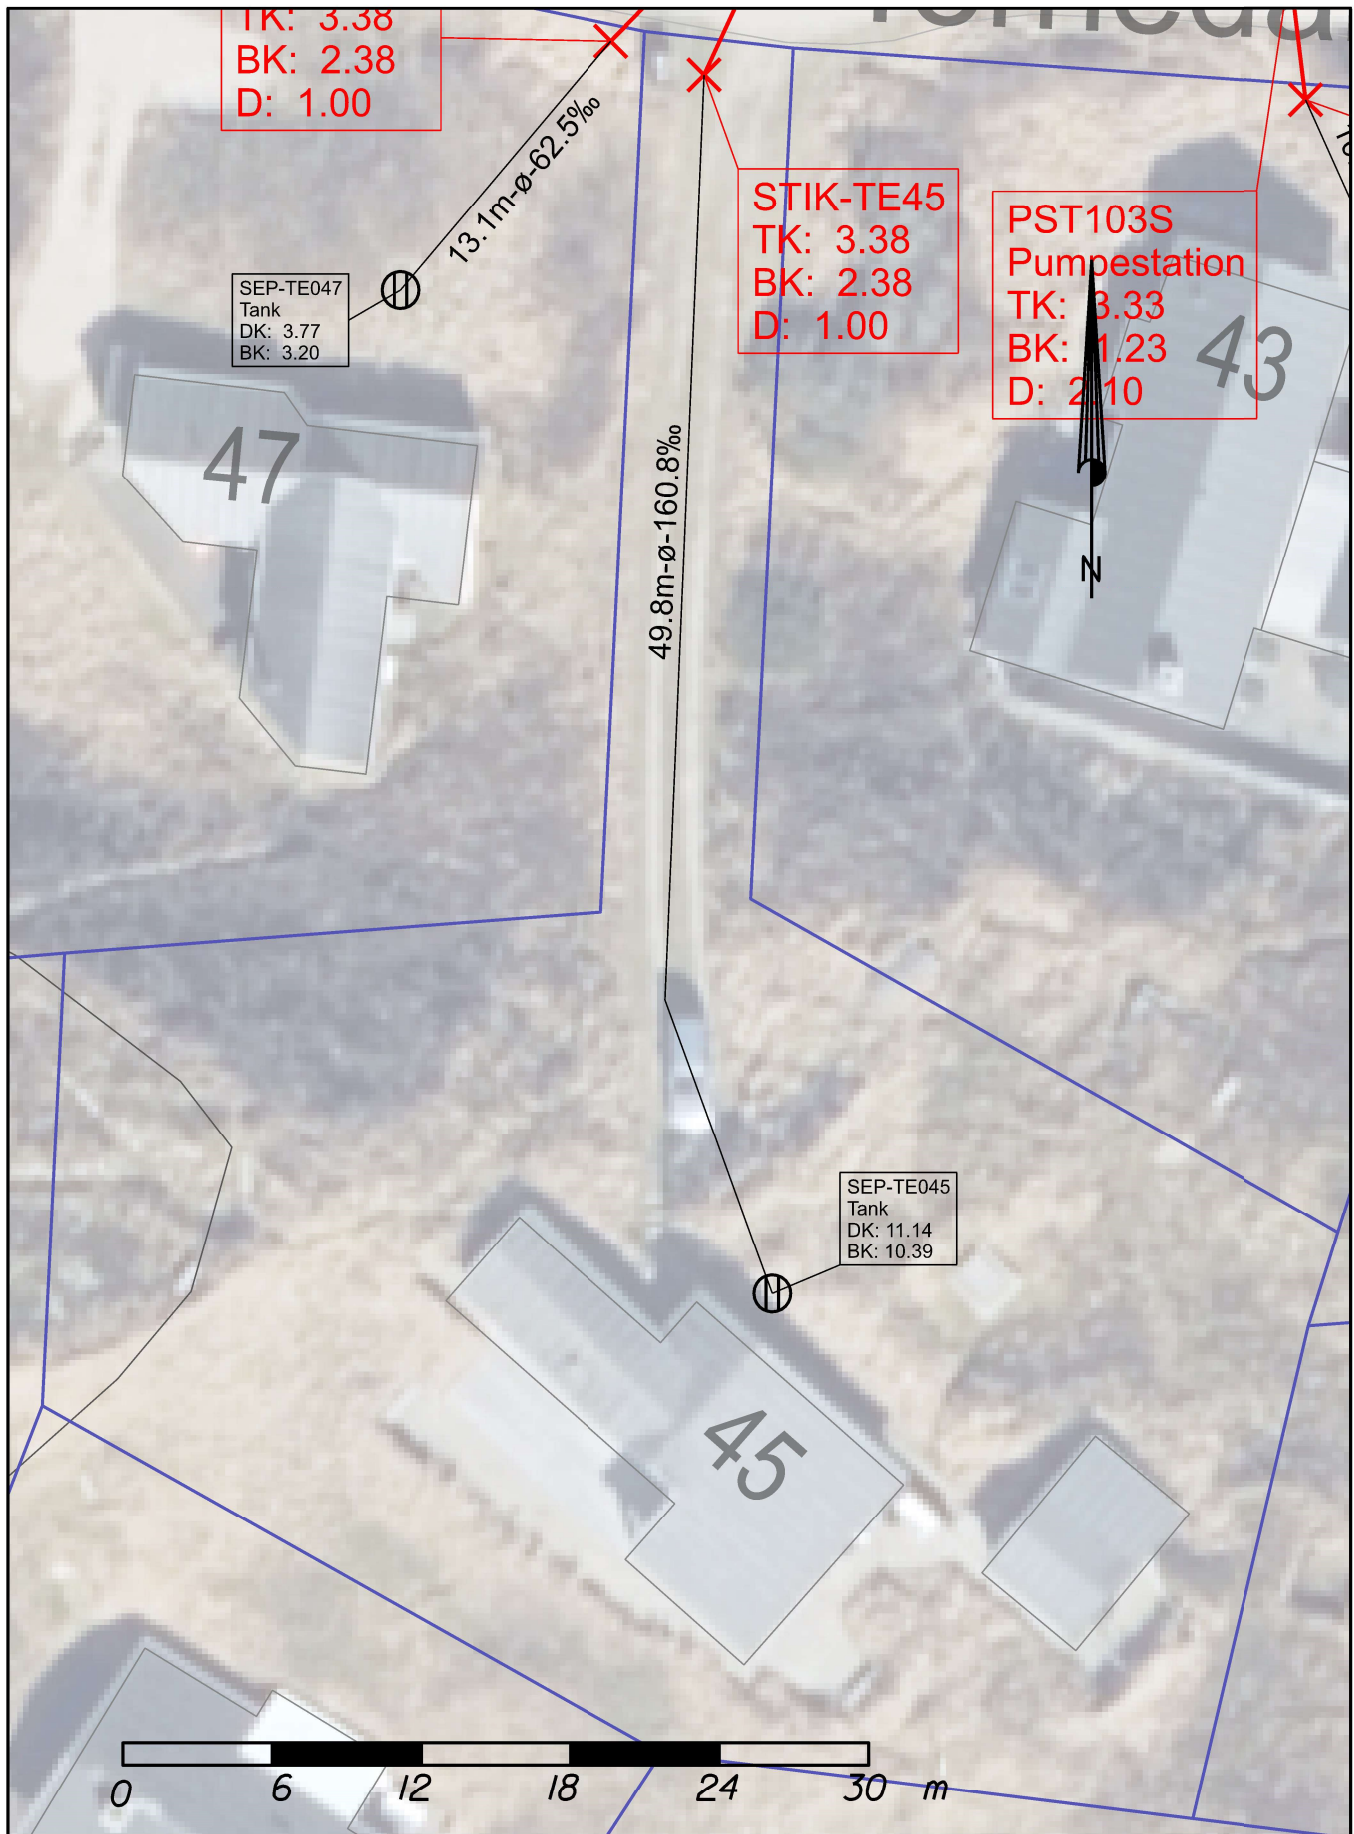 TK: 3.38
BK: 2.38
D: 1.00
13.1m-ø-62.5‰
STIK-TE45
TK: 3.38
BK: 2.38
D: 1.00
PST103S
Pumpestation
TK: 3.33
BK: 1.23
D: 2.10
SEP-TE047
Tank
DK: 3.77
BK: 3.20
43
47
49.8m-ø-160.8‰
N
SEP-TE045
Tank
DK: 11.14
BK: 10.39
45
0 6 12 18 24 30 m